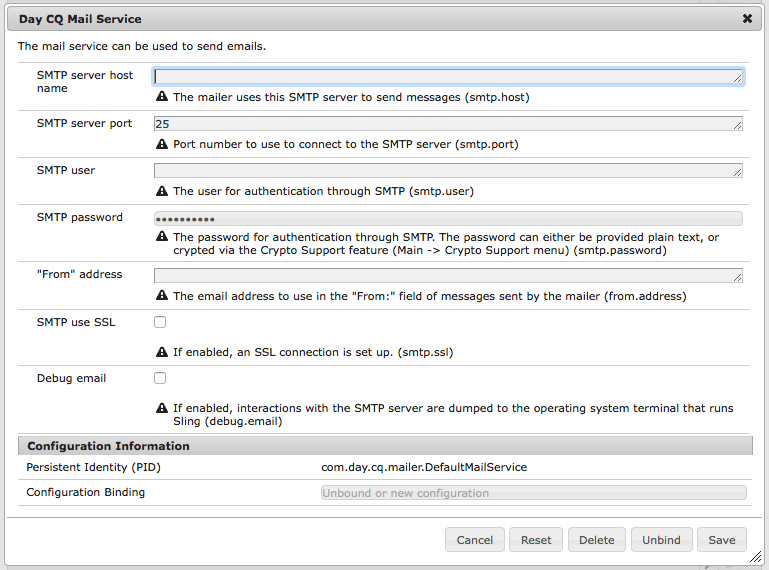 Day CQ Mail Service
The mail service can be used to send emails.
SMTP server host
name
The mailer uses this SMTP server to send messages (smtp.host)
SMTP server port
25
Port number to use to connect to the SMTP server (smtp.port)
SMTP user
The user for authentication through SMTP (smtp.user)
SMTP password
••••••••••
The password for authentication through SMTP. The password can either be provided plain text, or
crypted via the Crypto Support feature (Main -> Crypto Support menu) (smtp.password)
"From" address
The email address to use in the "From:" field of messages sent by the mailer (from.address)
SMTP use SSL
If enabled, an SSL connection is set up. (smtp.ssl)
Debug email
If enabled, interactions with the SMTP server are dumped to the operating system terminal that runs
Sling (debug.email)
Configuration Information
Persistent Identity (PID) com.day.cq.mailer.DefaultMailService
Configuration Binding Unbound or new configuration
Cancel Reset Delete Unbind Save